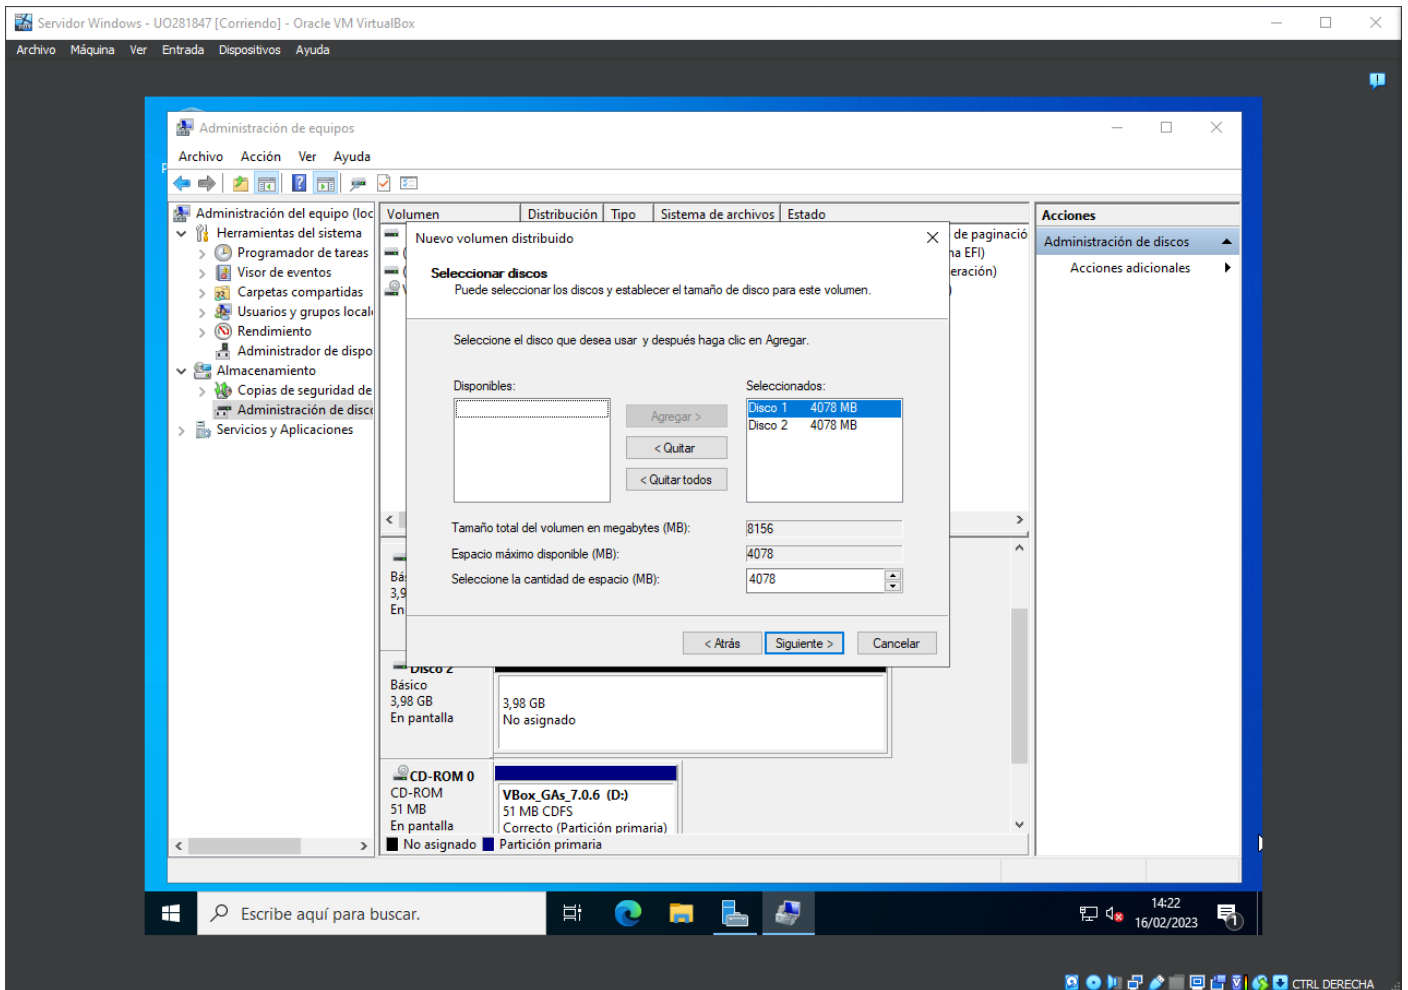 Servidor Windows - UO281847 [Corriendo] - Oracle VM VirtualBox
Archivo Máquina Ver Entrada Dispositivos Ayuda
Administración de equipos
Archivo Acción Ver Ayuda
Administración del equipo (loc
Herramientas del sistema
Programador de tareas
Visor de eventos
Carpetas compartidas
Usuarios y grupos local
Rendimiento
Administrador de dispo
Almacenamiento
Copias de seguridad de
Administración de disc
Servicios y Aplicaciones
Volumen Distribución Tipo Sistema de archivos Estado
de paginació
na EFI)
eración)
Nuevo volumen distribuido
Seleccionar discos
Puede seleccionar los discos y establecer el tamaño de disco para este volumen.
Seleccione el disco que desea usar y después haga clic en Agregar.
Disponibles:
Seleccionados:
Agregar >
< Quitar
< Quitar todos
Disco 1 4078 MB
Disco 2 4078 MB
Tamaño total del volumen en megabytes (MB): 8156
Espacio máximo disponible (MB): 4078
Seleccione la cantidad de espacio (MB): 4078
< Atrás Siguiente > Cancelar
Bá
3,9
En
Disco 2
Básico
3,98 GB
En pantalla
3,98 GB
No asignado
CD-ROM 0
CD-ROM
51 MB
En pantalla
VBox_GAs_7.0.6 (D:)
51 MB CDFS
Correcto (Partición primaria)
No asignado Partición primaria
Acciones
Administración de discos
Acciones adicionales
Escribe aquí para buscar.
14:22
16/02/2023
1
CTRL DERECHA